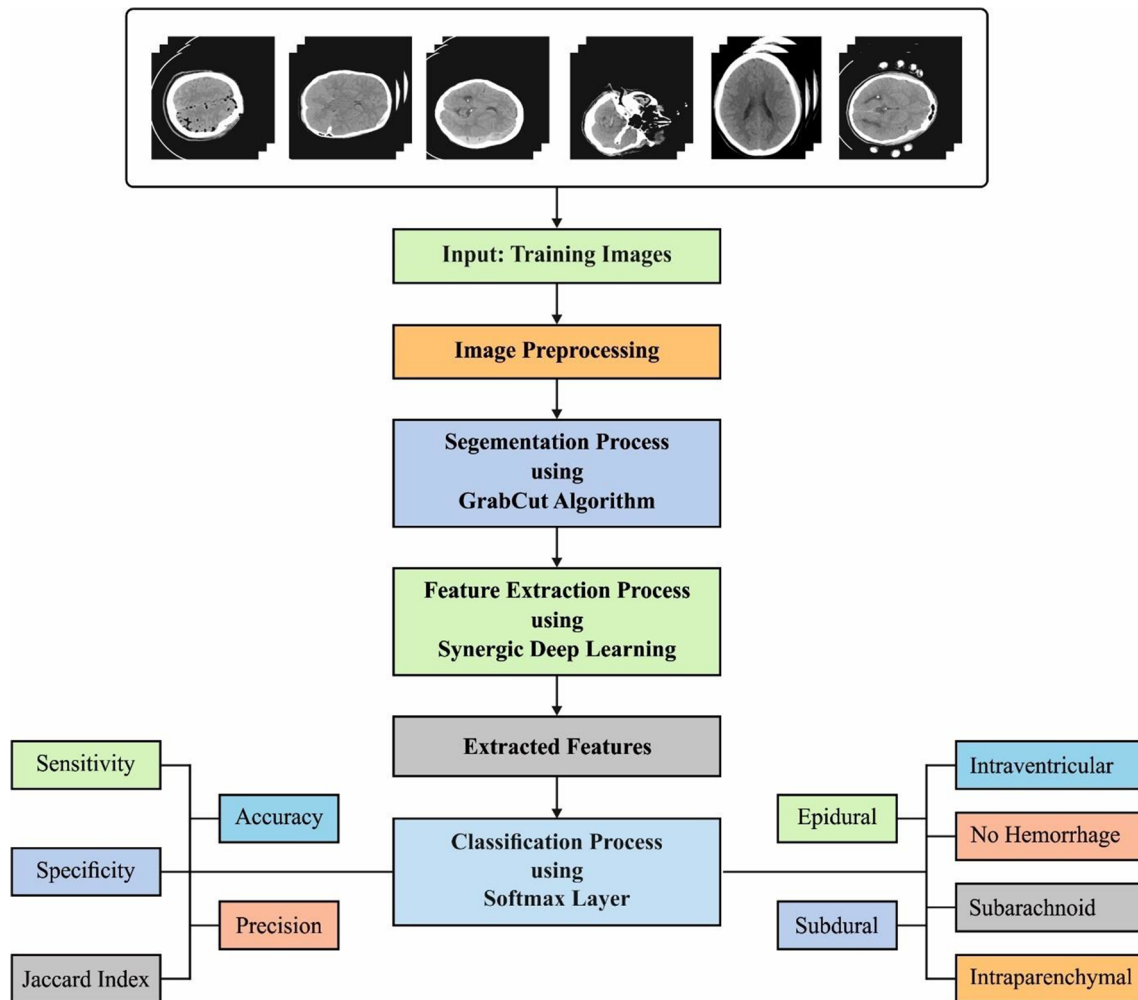 Input: Training Images
Image Preprocessing
Segementation Process
using
GrabCut Algorithm
Feature Extraction Process
using
Synergic Deep Learning
Extracted Features
Sensitivity
Accuracy
Specificity
Precision
Jaccard Index
Classification Process
using
Softmax Layer
Epidural
Subdural
Intraventricular
No Hemorrhage
Subarachnoid
Intraparenchymal